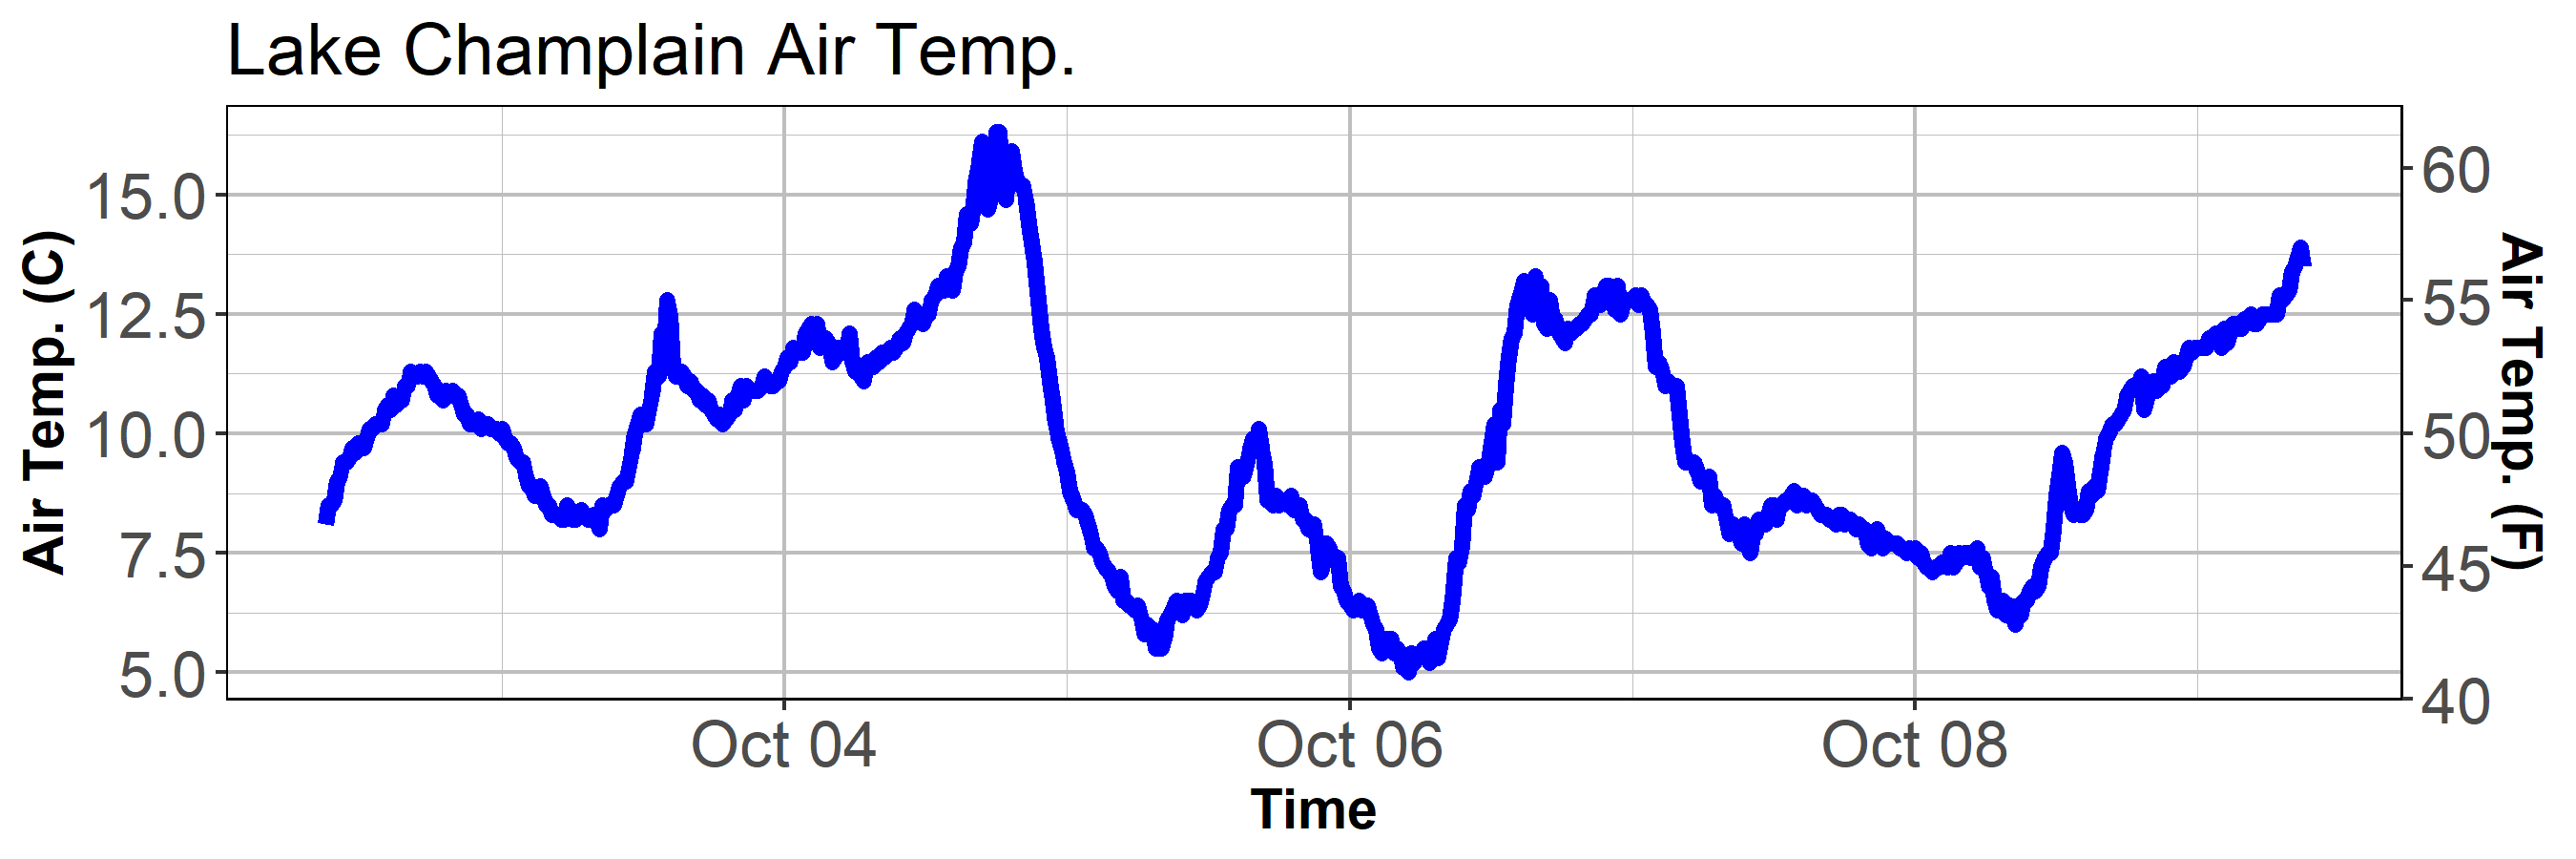 Lake Champlain Air Temp.
Air Temp. (C)
15.0
12.5
10.0
7.5
5.0
60
55
50
45
40
Air Temp. (F)
Oct 04
Oct 06
Oct 08
Time